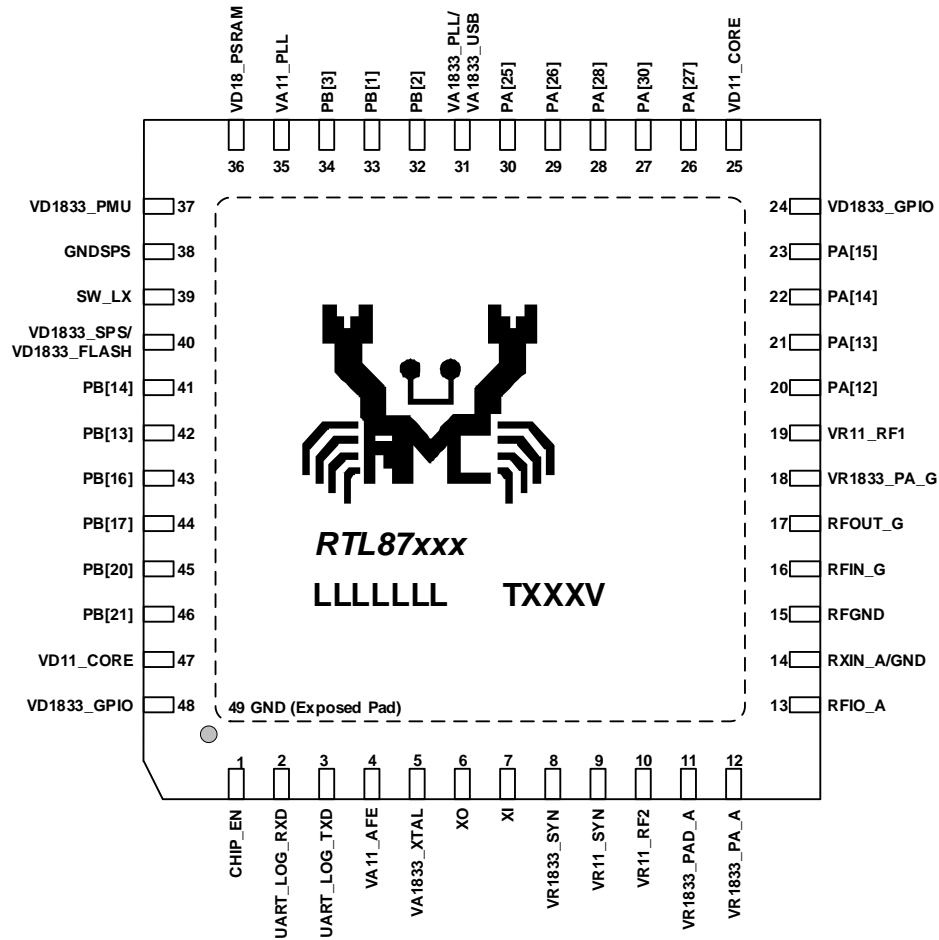 VD18_PSRAM
VA11_PLL
PB[3]
PB[1]
PB[2]
VA1833_PLL/
VA1833_USB
PA[25]
PA[26]
PA[28]
PA[30]
PA[27]
VD11_CORE
36 35 34 33 32 31 30 29 28 27 26 25
VD1833_PMU 37
GNDSPS 38
SW_LX 39
VD1833_SPS/
VD1833_FLASH 40
PB[14] 41
PB[13] 42
PB[16] 43
PB[17] 44
PB[20] 45
PB[21] 46
VD11_CORE 47
VD1833_GPIO 48
24 VD1833_GPIO
23 PA[15]
22 PA[14]
21 PA[13]
20 PA[12]
19 VR11_RF1
18 VR1833_PA_G
17 RFOUT_G
16 RFIN_G
15 RFGND
14 RXIN_A/GND
13 RFIO_A
RTL87xxx
LLLLLLL TXXXV
49 GND (Exposed Pad)
1 2 3 4 5 6 7 8 9 10 11 12
CHIP_EN
UART_LOG_RXD
UART_LOG_TXD
VA11_AFE
VA1833_XTAL
XO
XI
VR1833_SYN
VR11_SYN
VR11_RF2
VR1833_PAD_A
VR1833_PA_A